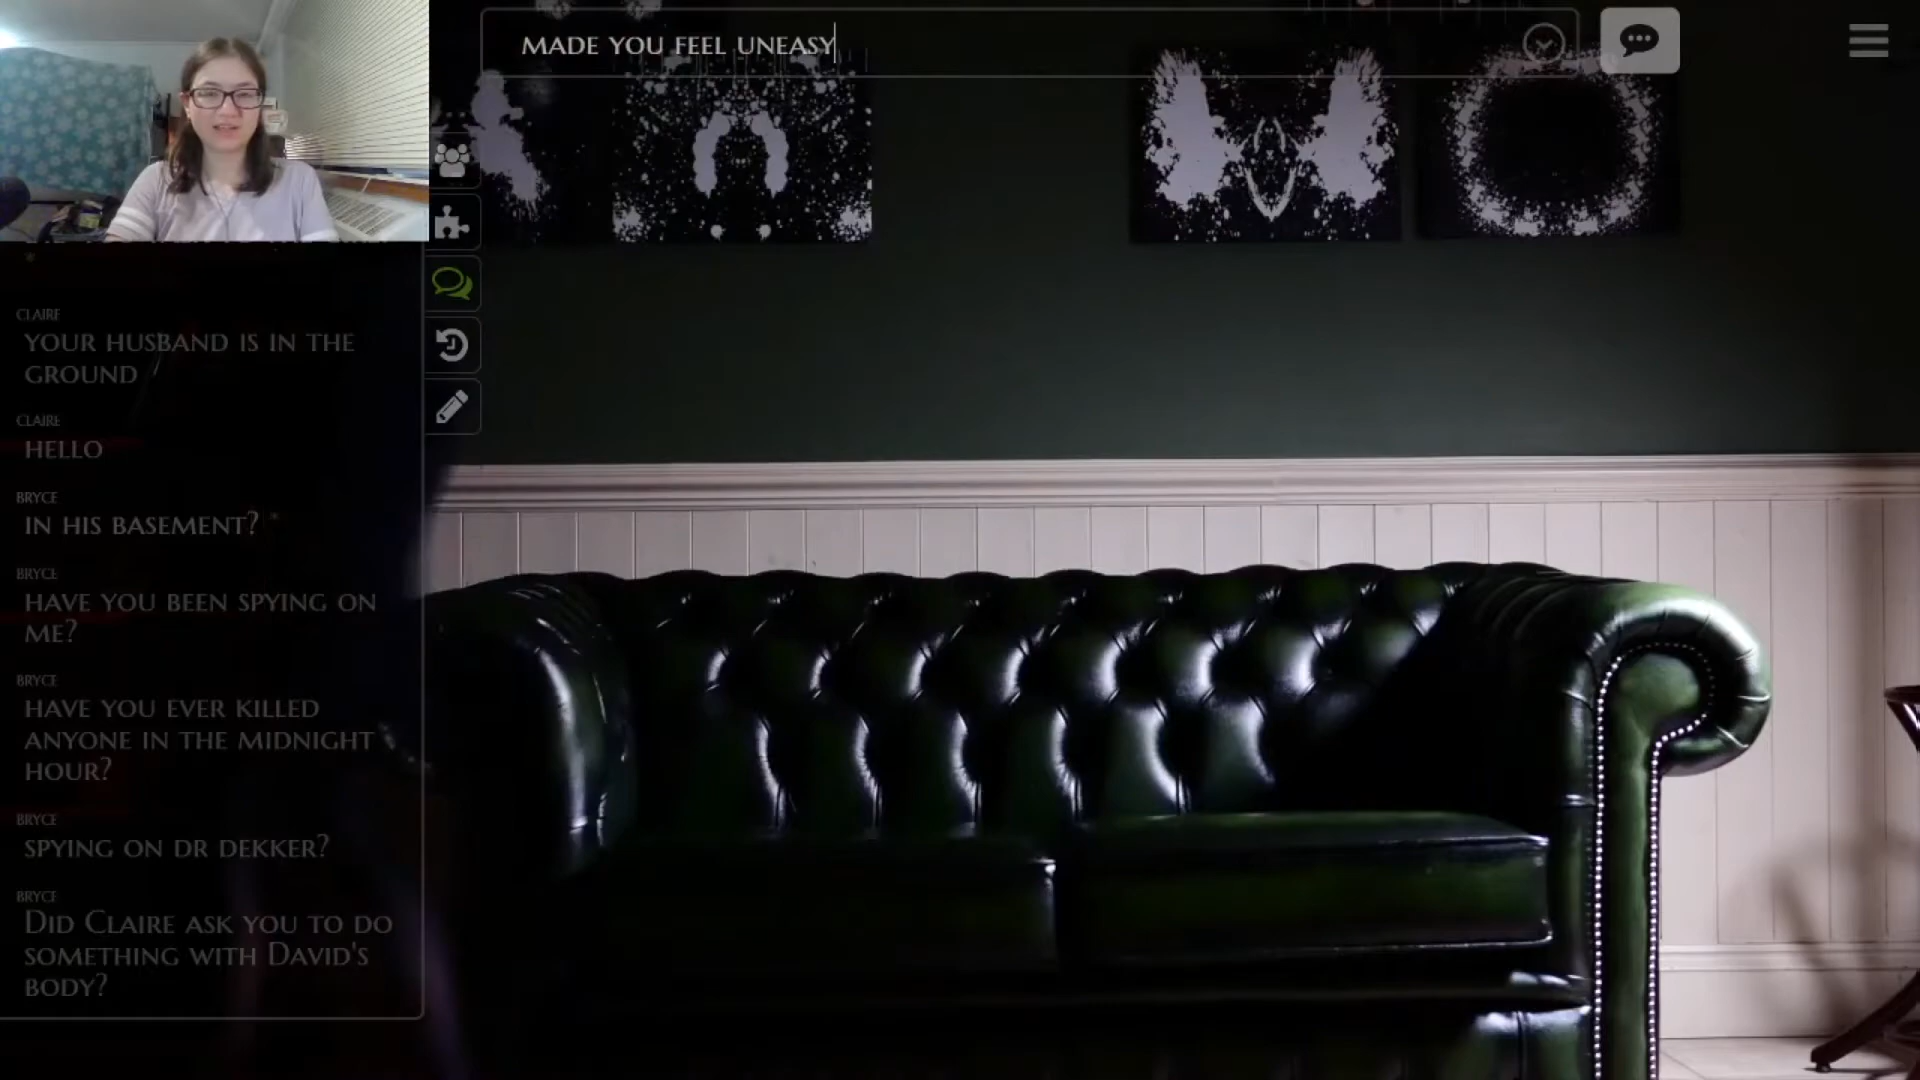 MADE YOU FEEL UNEASY
CLAIRE
YOUR HUSBAND IS IN THE
GROUND
CLAIRE
HELLO
BRYCE
IN HIS BASEMENT? *
BRYCE
HAVE YOU BEEN SPYING ON
ME?
BRYCE
HAVE YOU EVER KILLED
ANYONE IN THE MIDNIGHT
HOUR?
BRYCE
SPYING ON DR DEKKER?
BRYCE
DID CLAIRE ASK YOU TO DO
SOMETHING WITH DAVID'S
BODY?